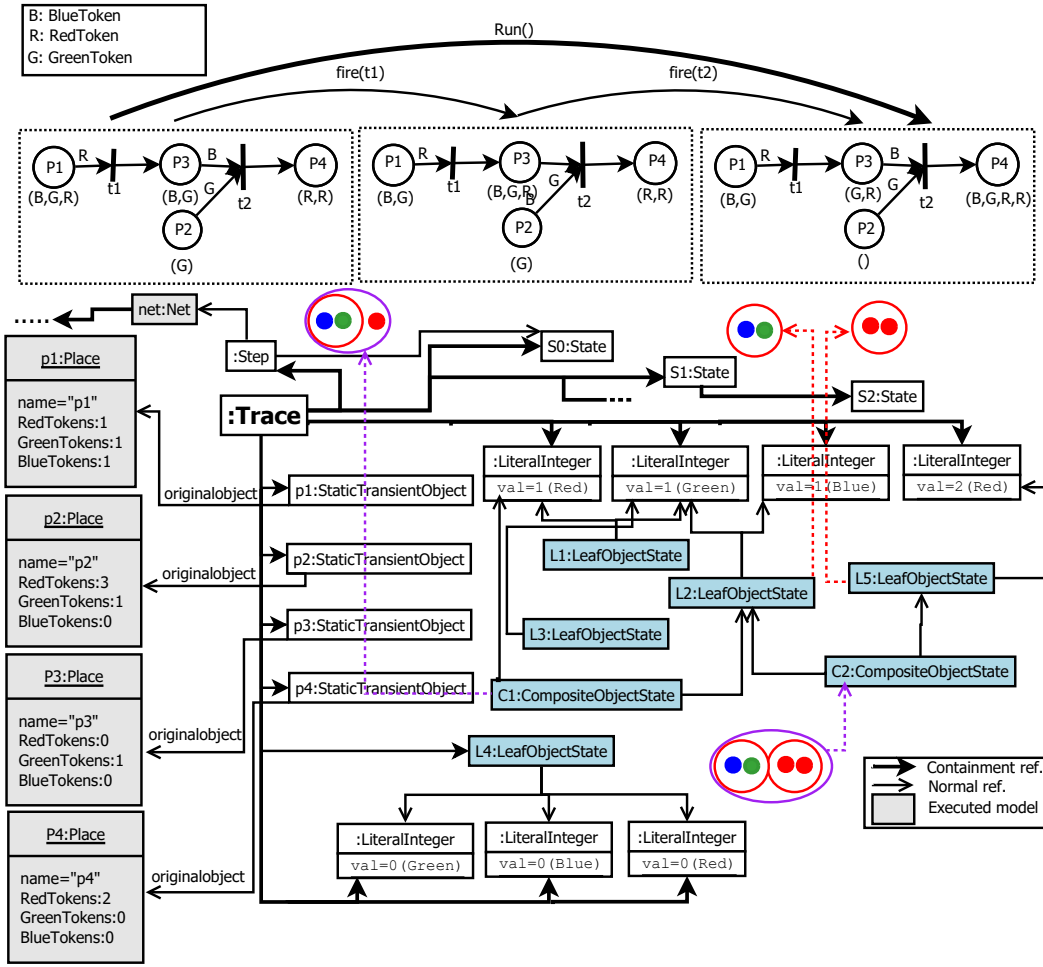 B: BlueToken
R: RedToken
G: GreenToken
Run()
fire(t1)
fire(t2)
P1
R
t1
P3
B
G
t2
P4
P2
(B,G,R)
(B,G)
(R,R)
(G)
P1
R
t1
P3
B
G
t2
P4
P2
(B,G)
(B,G,R)
(R,R)
(G)
P1
R
t1
P3
B
G
t2
P4
P2
(B,G)
(G,R)
(B,G,R,R)
()
.....
net:Net
:Step
S0:State
S1:State
...
S2:State
:Trace
p1:Place
name="p1"
RedTokens:1
GreenTokens:1
BlueTokens:1
originalobject
p1:StaticTransientObject
:LiteralInteger
val=1(Red)
:LiteralInteger
val=1(Green)
:LiteralInteger
val=1(Blue)
:LiteralInteger
val=2(Red)
p2:Place
name="p2"
RedTokens:3
GreenTokens:1
BlueTokens:0
originalobject
p2:StaticTransientObject
L1:LeafObjectState
L2:LeafObjectState
L5:LeafObjectState
p3:StaticTransientObject
L3:LeafObjectState
P3:Place
name="p3"
RedTokens:0
GreenTokens:1
BlueTokens:0
originalobject
p4:StaticTransientObject
C1:CompositeObjectState
C2:CompositeObjectState
L4:LeafObjectState
P4:Place
name="p4"
RedTokens:2
GreenTokens:0
BlueTokens:0
originalobject
:LiteralInteger
val=0(Green)
:LiteralInteger
val=0(Blue)
:LiteralInteger
val=0(Red)
Containment ref.
Normal ref.
Executed model